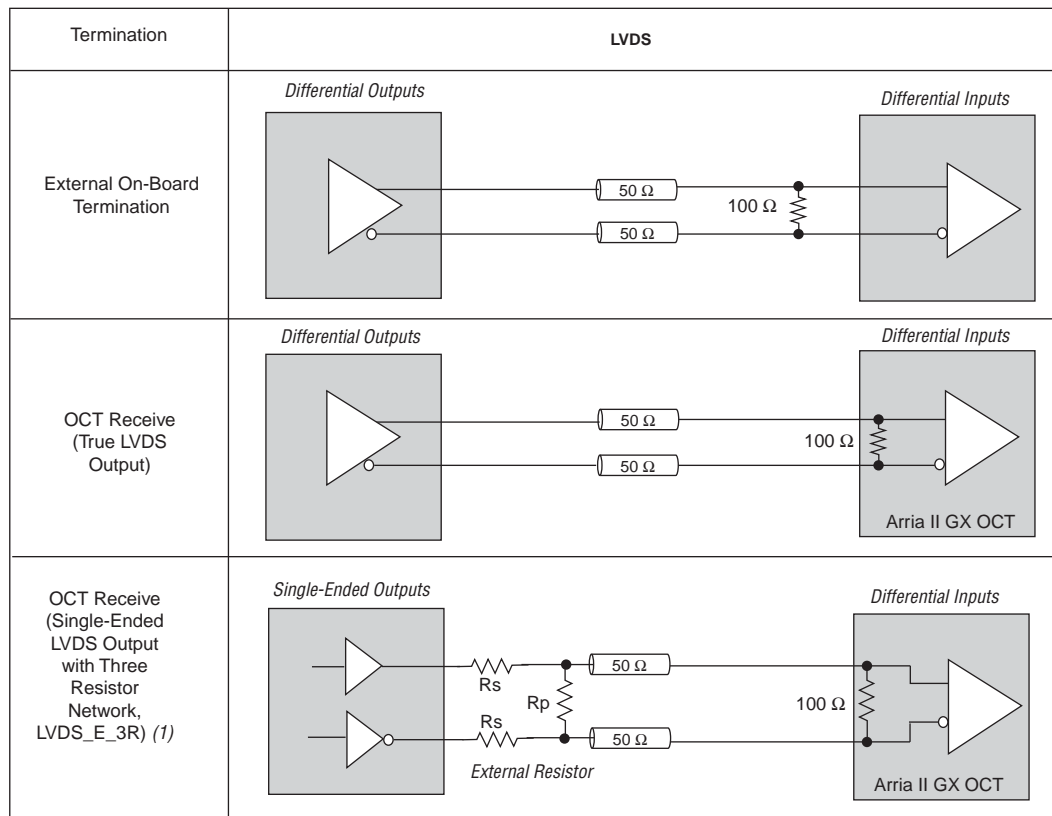 Termination
LVDS
External On-Board
Termination
Differential Outputs
Differential Inputs
50 Ω
50 Ω
100 Ω
OCT Receive
(True LVDS
Output)
Differential Outputs
Differential Inputs
50 Ω
50 Ω
100 Ω
Arria II GX OCT
OCT Receive
(Single-Ended
LVDS Output
with Three
Resistor
Network,
LVDS_E_3R) (1)
Single-Ended Outputs
Differential Inputs
Rs
50 Ω
Rp
100 Ω
Rs
50 Ω
External Resistor
Arria II GX OCT